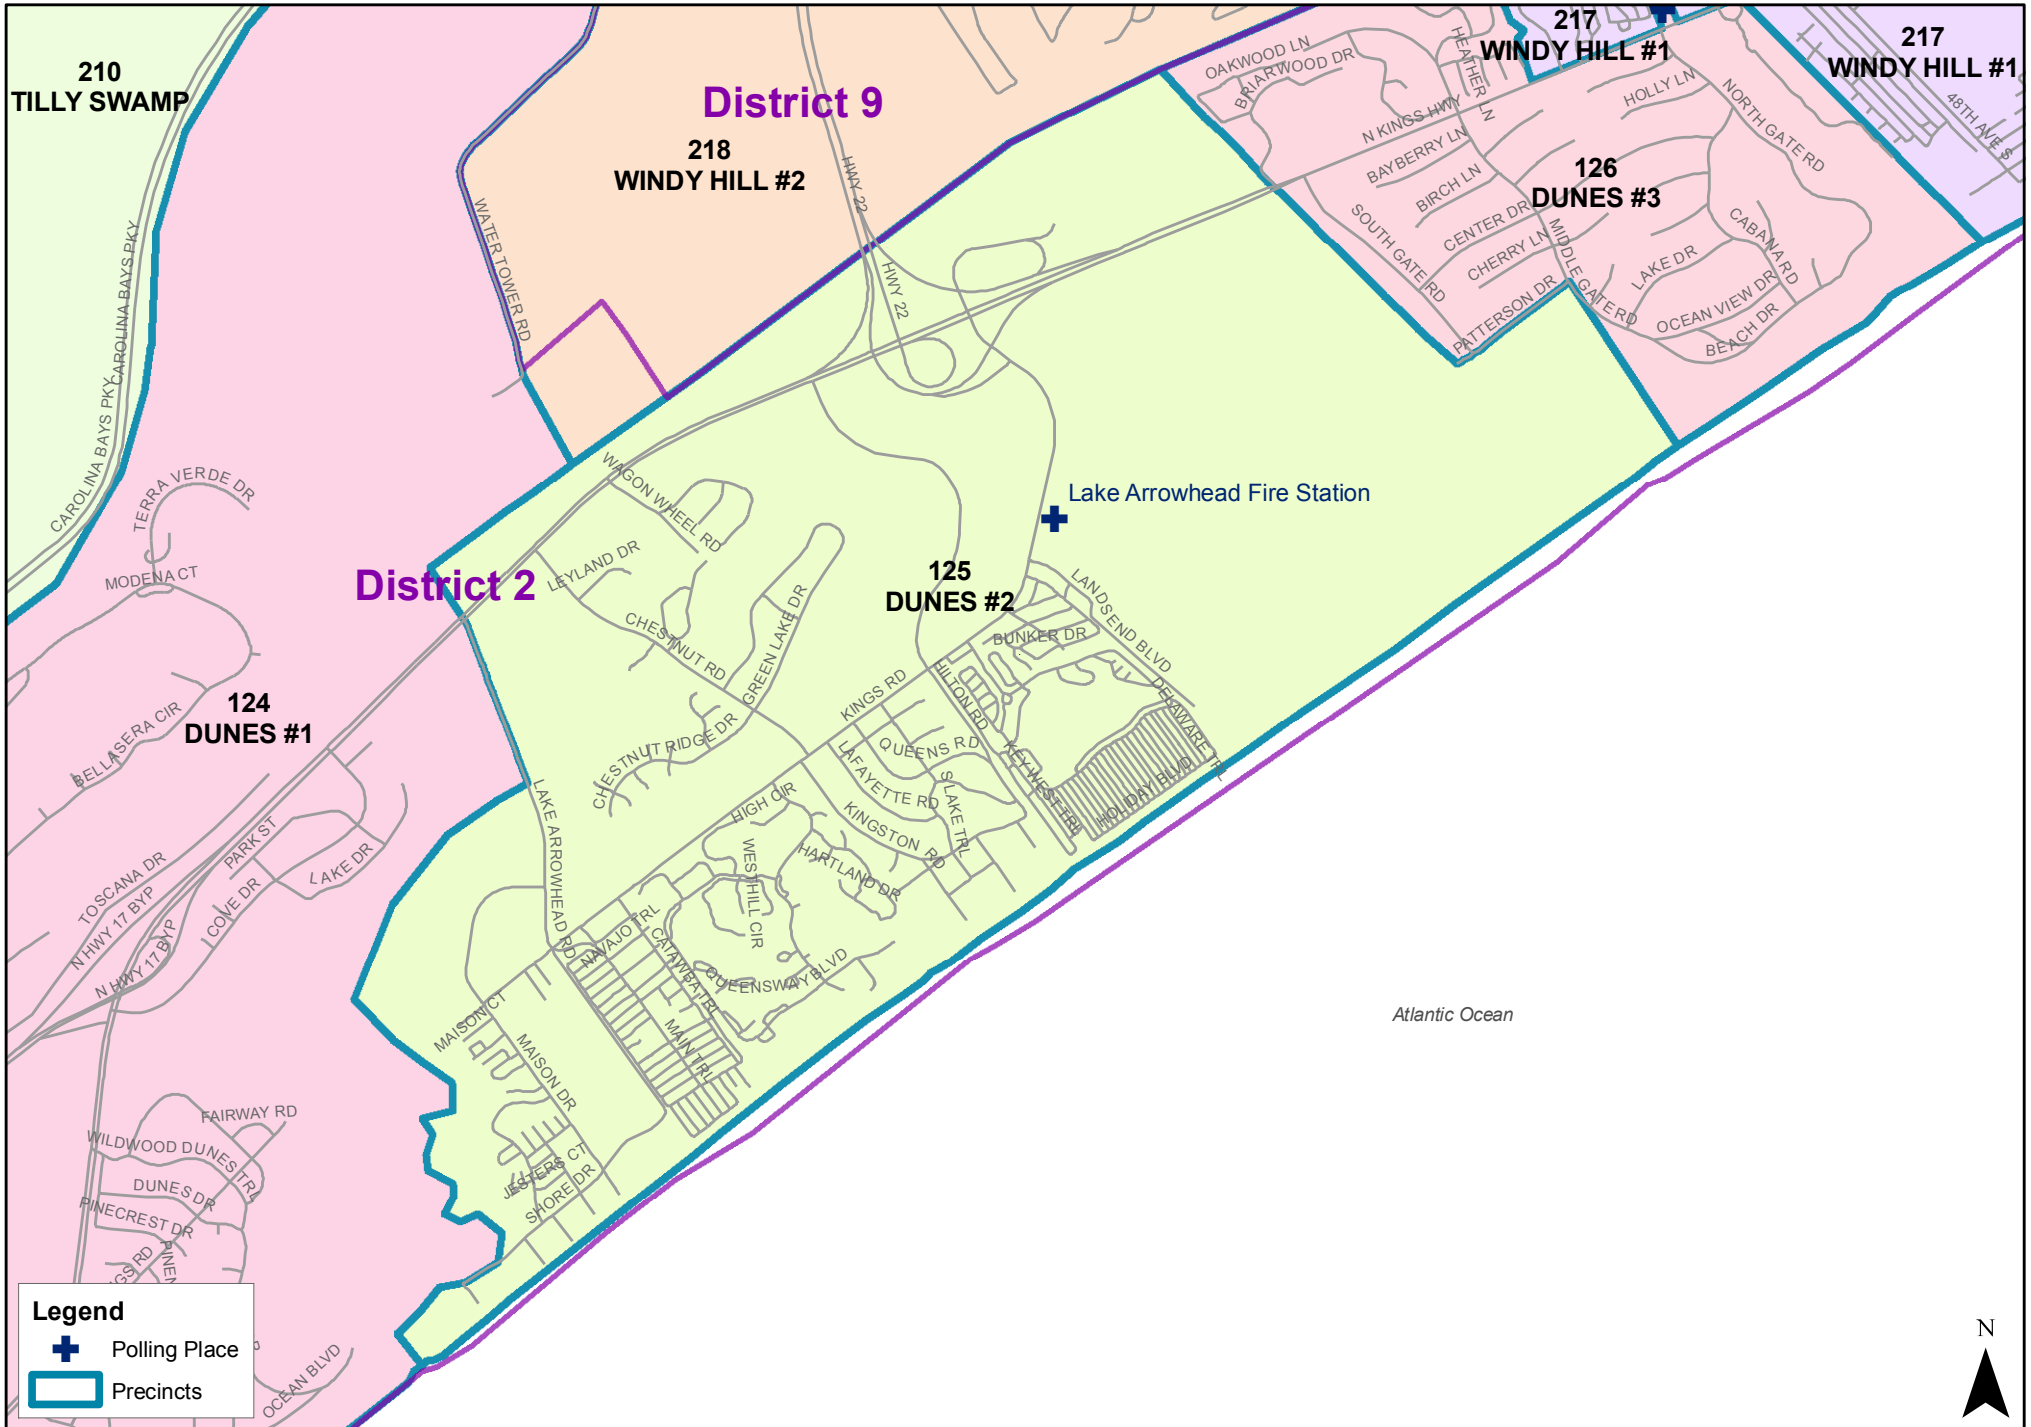 210
TILLY SWAMP
District 9
218
WINDY HILL #2
217
WINDY HILL #1
217
WINDY HILL #1
126
DUNES #3
OAKWOOD LN
BRIARWOOD DR
HEATHER LN
N KINGS HWY
HOLLY LN
NORTH GATE RD
48TH AVE S
BAYBERRY LN
BIRCH LN
CENTER DR
CHERRY LN
SOUTH GATE RD
PATTERSON DR
MIDDLE GATE RD
LAKE DR
CABANA RD
OCEAN VIEW DR
BEACH DR
HWY 22
HWY 22
WATER TOWER RD
CAROLINA BAYS PKY
CAROLINA BAYS PKY
CAROLINA BAYS PKY
TERRA VERDE DR
MODENA CT
District 2
WAGON WHEEL RD
LEYLAND DR
Lake Arrowhead Fire Station
125
DUNES #2
CHESTNUT RD
GREEN LAKE DR
LANDSEND BLVD
BUNKER DR
DELAWARE TRL
HILTON RD
KINGS RD
124
DUNES #1
BELLASERA CIR
CHESTNUT RIDGE DR
QUEENS RD
LAFAYETTE RD
KEY WEST TRL
HOLIDAY BLVD
S LAKE TRL
HIGH CIR
KINGSTON RD
LAKE ARROWHEAD RD
WESTHILL CIR
HARTLAND DR
PARK ST
LAKE DR
COVE DR
TOSCANA DR
N HWY 17 BYP
N HWY 17 BYP
NAVAJO TRL
CATAWBA TRL
QUEENSWAY BLVD
MAIN TRL
MAISON CT
MAISON DR
Atlantic Ocean
JESTERS CT
SHORE DR
FAIRWAY RD
WILDWOOD DUNES TRL
DUNES DR
PINECREST DR
GS RD
PINEN
OCEAN BLVD
Legend
Polling Place
Precincts
N